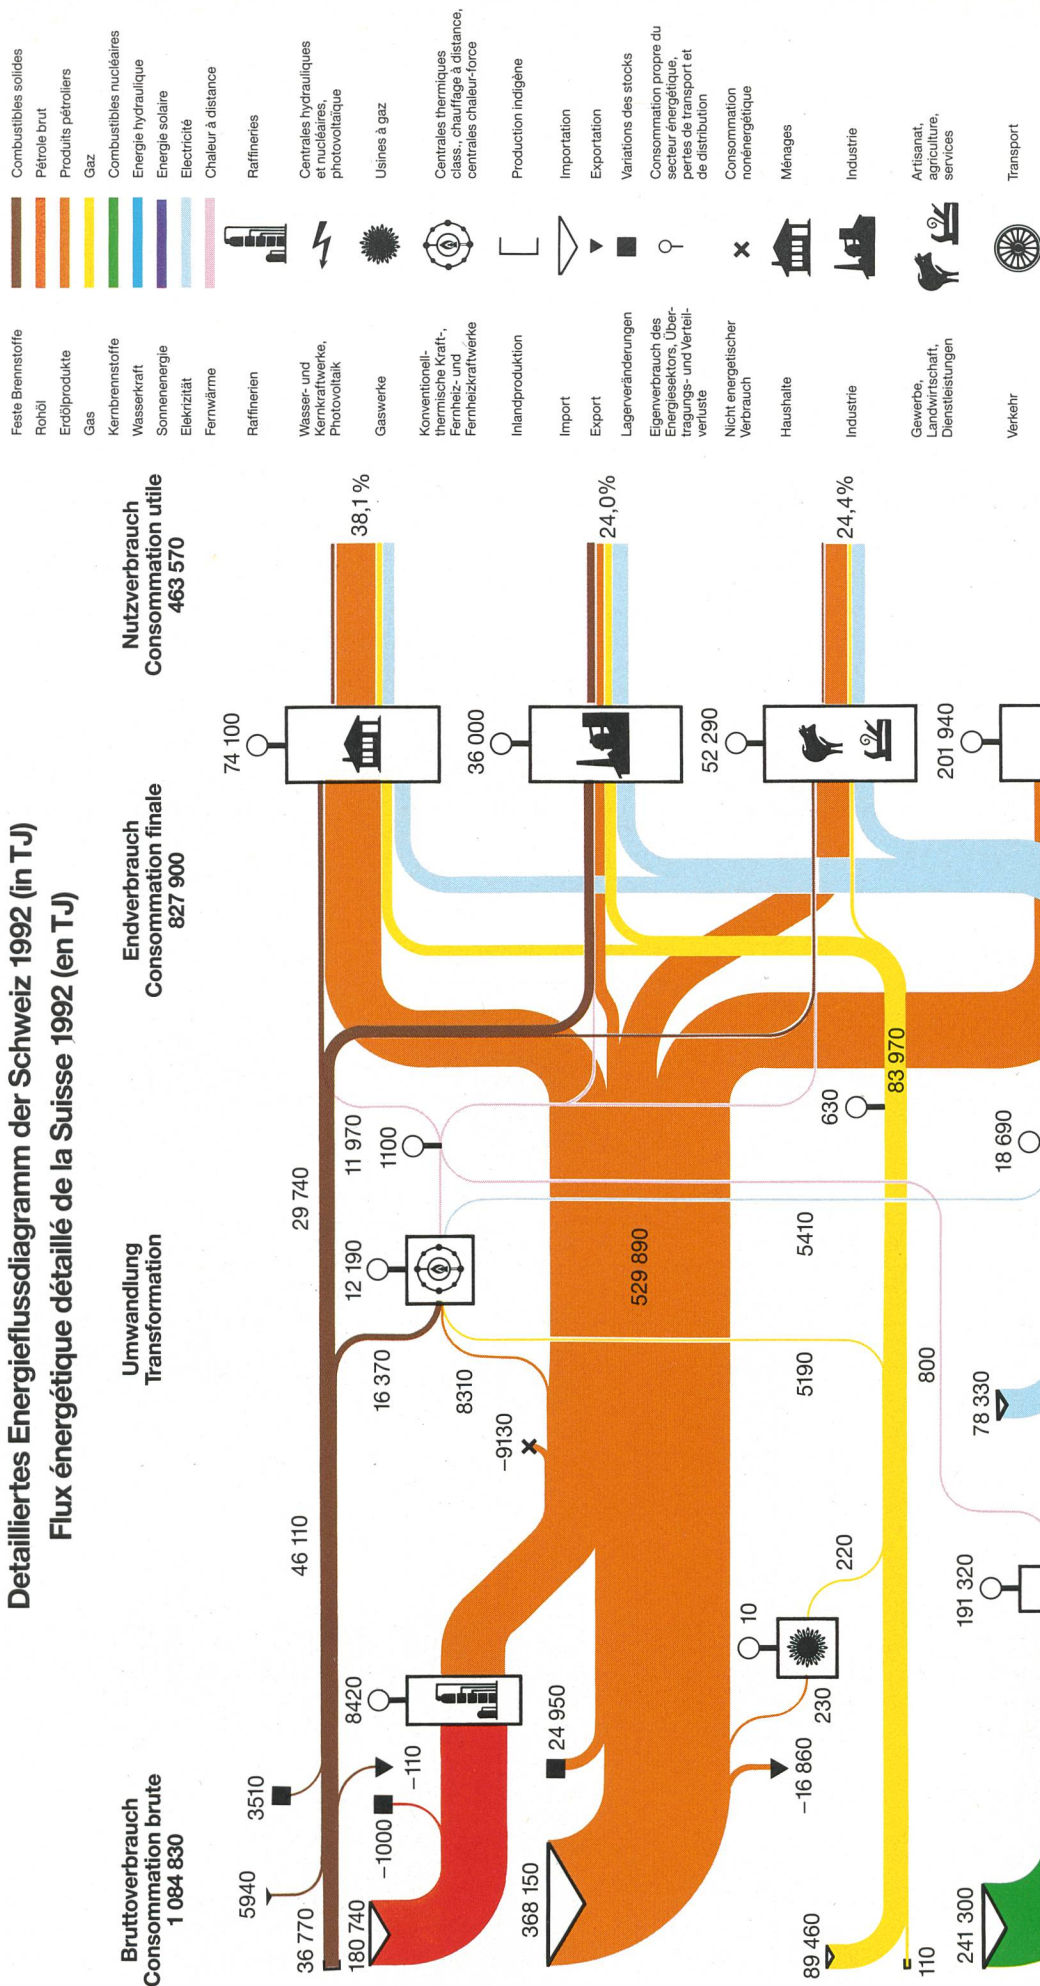 Detailliertes Energieflussdiagramm der Schweiz 1992 (in TJ)
Flux énergétique détaillé de la Suisse 1992 (en TJ)
Bruttoverbrauch
Consommation brute
1 084 830
Umwandlung
Transformation
Endverbrauch
Consommation finale
827 900
Nutzverbrauch
Consommation utile
463 570
5940
3510
36 770
46 110
29 740
180 740
–1000
–110
8420
16 370
12 190
11 970
1100
8310
–9130
74 100
38,1 %
368 150
24 950
529 890
36 000
24,0%
–16 860
230
10
220
5190
5410
630
52 290
24,4%
89 460
110
83 970
800
241 300
191 320
78 330
18 690
201 940
Feste Brennstoffe
Combustibles solides
Rohöl
Pétrole brut
Erdölprodukte
Produits pétroliers
Gas
Gaz
Kernbrennstoffe
Combustibles nucléaires
Wasserkraft
Energie hydraulique
Sonnenenergie
Energie solaire
Elekrizität
Electricité
Fernwärme
Chaleur à distance
Raffinerien
Raffineries
Wasser- und
Kernkraftwerke,
Photovoltaik
Centrales hydrauliques
et nucléaires,
photovoltaïque
Gaswerke
Usines à gaz
Konventionell-
thermische Kraft-,
Fernheiz- und
Fernheizkraftwerke
Centrales thermiques
class., chauffage à distance,
centrales chaleur-force
Inlandproduktion
Production indigène
Import
Importation
Export
Exportation
Lagerveränderungen
Variations des stocks
Eigenverbrauch des
Energiesektors, Über-
tragungs- und Verteil-
verluste
Consommation propre du
secteur énergétique,
pertes de transport et
de distribution
Nicht energetischer
Verbrauch
Consommation
nonénergétique
Haushalte
Ménages
Industrie
Industrie
Gewerbe,
Landwirtschaft,
Dienstleistungen
Artisanat,
agriculture,
services
Verkehr
Transport